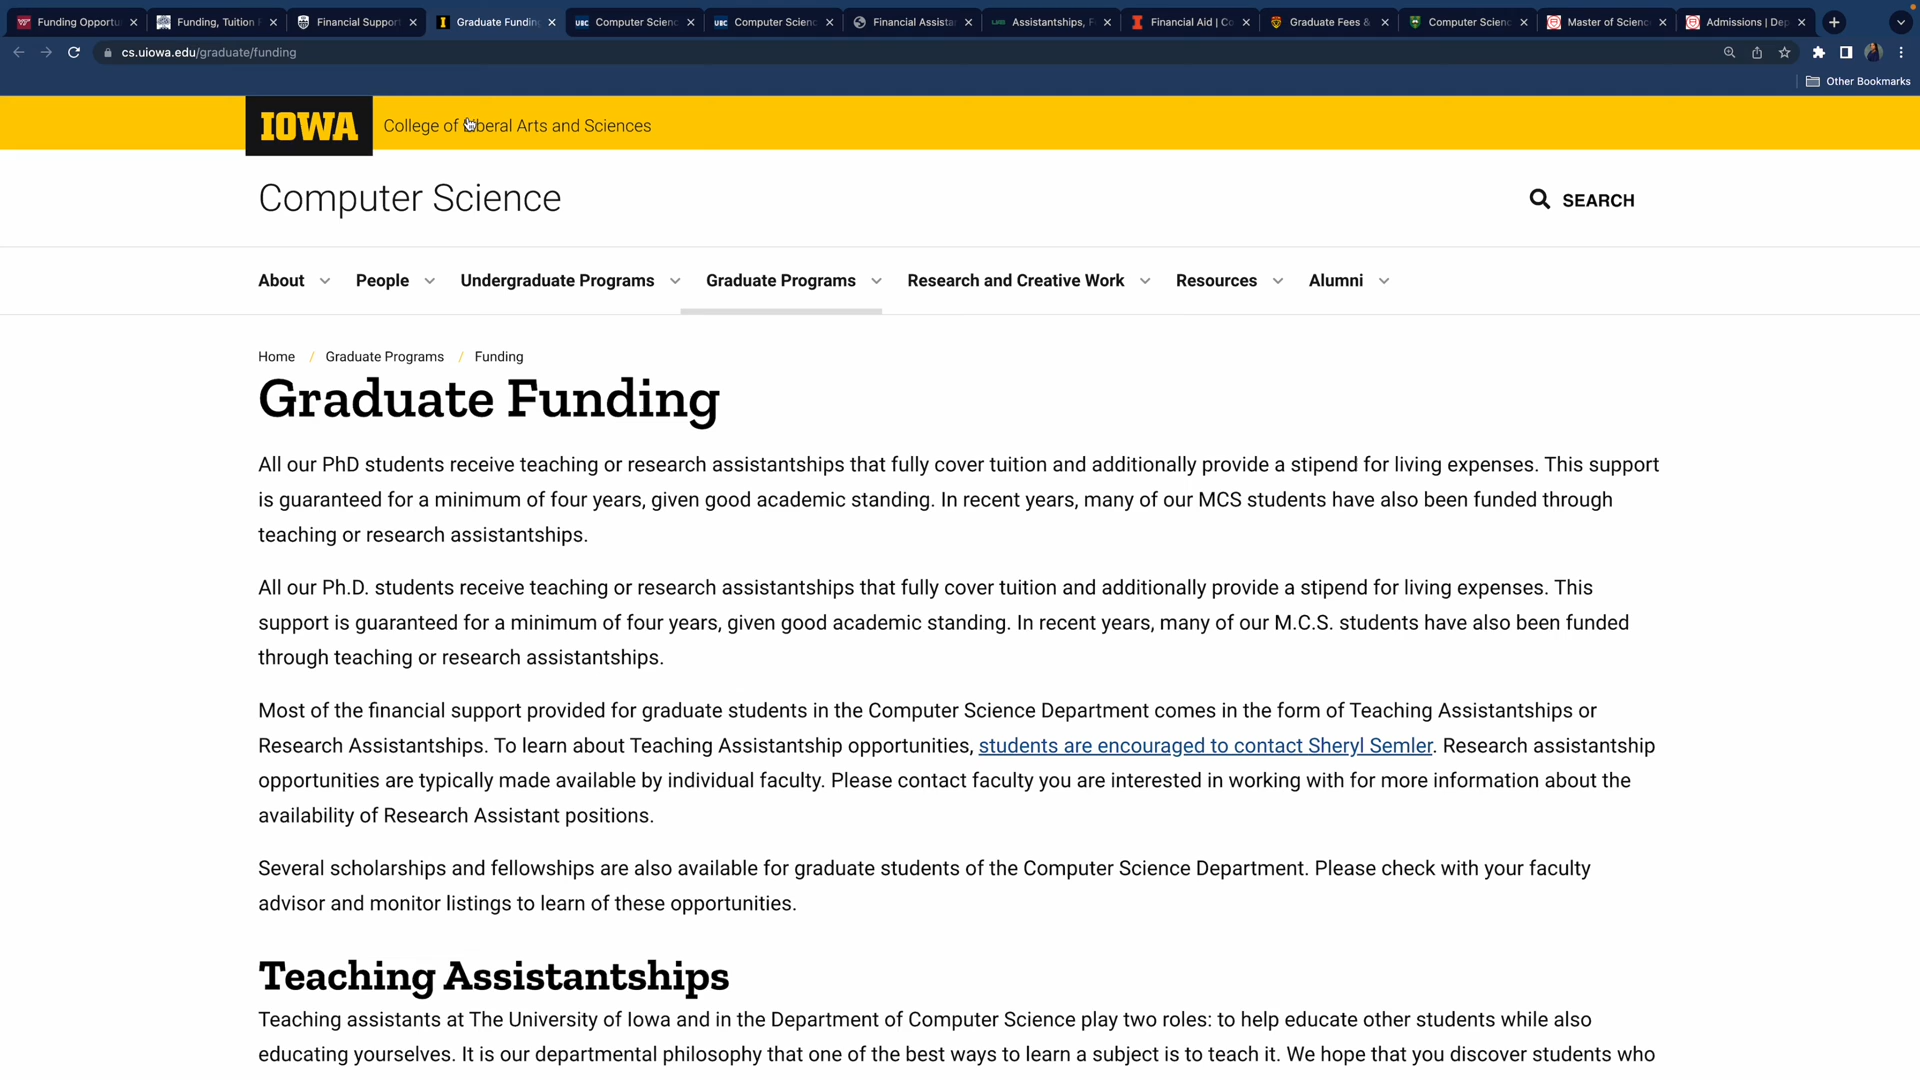 Funding Opportu
Funding, Tuition F
Financial Support
Graduate Funding
Computer Scienc
Computer Scienc
Financial Assistan
Assistantships, F
Financial Aid | Co
Graduate Fees &
Computer Scienc
Master of Science
Admissions | Dep
cs.uiowa.edu/graduate/funding
Other Bookmarks
IOWA
College of Liberal Arts and Sciences
Computer Science
SEARCH
About
People
Undergraduate Programs
Graduate Programs
Research and Creative Work
Resources
Alumni
Home / Graduate Programs / Funding
Graduate Funding
All our PhD students receive teaching or research assistantships that fully cover tuition and additionally provide a stipend for living expenses. This support
is guaranteed for a minimum of four years, given good academic standing. In recent years, many of our MCS students have also been funded through
teaching or research assistantships.
All our Ph.D. students receive teaching or research assistantships that fully cover tuition and additionally provide a stipend for living expenses. This
support is guaranteed for a minimum of four years, given good academic standing. In recent years, many of our M.C.S. students have also been funded
through teaching or research assistantships.
Most of the financial support provided for graduate students in the Computer Science Department comes in the form of Teaching Assistantships or
Research Assistantships. To learn about Teaching Assistantship opportunities, students are encouraged to contact Sheryl Semler. Research assistantship
opportunities are typically made available by individual faculty. Please contact faculty you are interested in working with for more information about the
availability of Research Assistant positions.
Several scholarships and fellowships are also available for graduate students of the Computer Science Department. Please check with your faculty
advisor and monitor listings to learn of these opportunities.
Teaching Assistantships
Teaching assistants at The University of Iowa and in the Department of Computer Science play two roles: to help educate other students while also
educating yourselves. It is our departmental philosophy that one of the best ways to learn a subject is to teach it. We hope that you discover students who